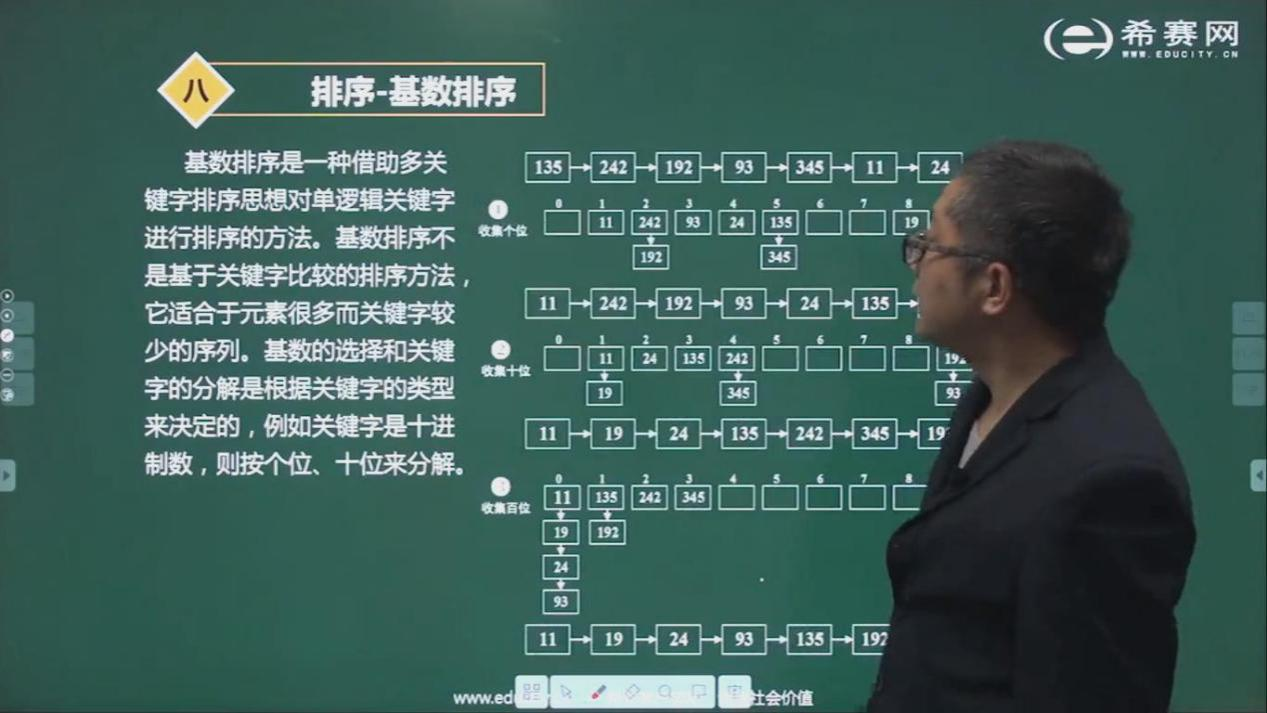 希赛网
WWW.EDUCITY.CN
八
排序-基数排序
基数排序是一种借助多关
键字排序思想对单逻辑关键字
进行排序的方法。基数排序不
是基于关键字比较的排序方法，
它适合于元素很多而关键字较
少的序列。基数的选择和关键
字的分解是根据关键字的类型
来决定的，例如关键字是十进
制数，则按个位、十位来分解。
135 242 192 93 345 11 24
0 1 2 3 4 5 6 7 8
1
收集个位
11 242 93 24 135 19
192 345
11 242 192 93 24 135
0 1 2 3 4 5 6 7 8
2
收集十位
11 24 135 242 192
19 345 93
11 19 24 135 242 345
0 1 2 3 4 5 6 7 8
收集百位
11 135 242 345
19 192
24
93
11 19 24 93 135 192
社会价值